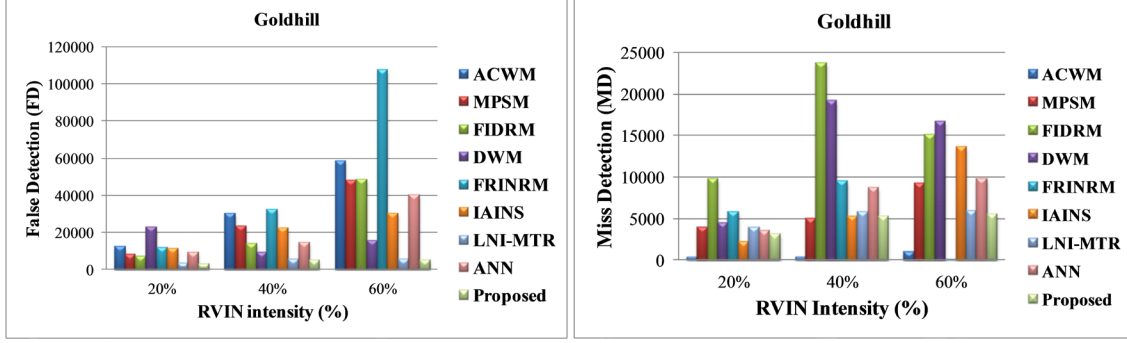 Goldhill
False Detection (FD)
120000
100000
80000
60000
40000
20000
0
20%
40%
60%
RVIN intensity (%)
ACWM
MPSM
FIDRM
DWM
FRINRM
IAINS
LNI-MTR
ANN
Proposed
Goldhill
Miss Detection (MD)
25000
20000
15000
10000
5000
0
20%
40%
60%
RVIN Intensity (%)
ACWM
MPSM
FIDRM
DWM
FRINRM
IAINS
LNI-MTR
ANN
Proposed